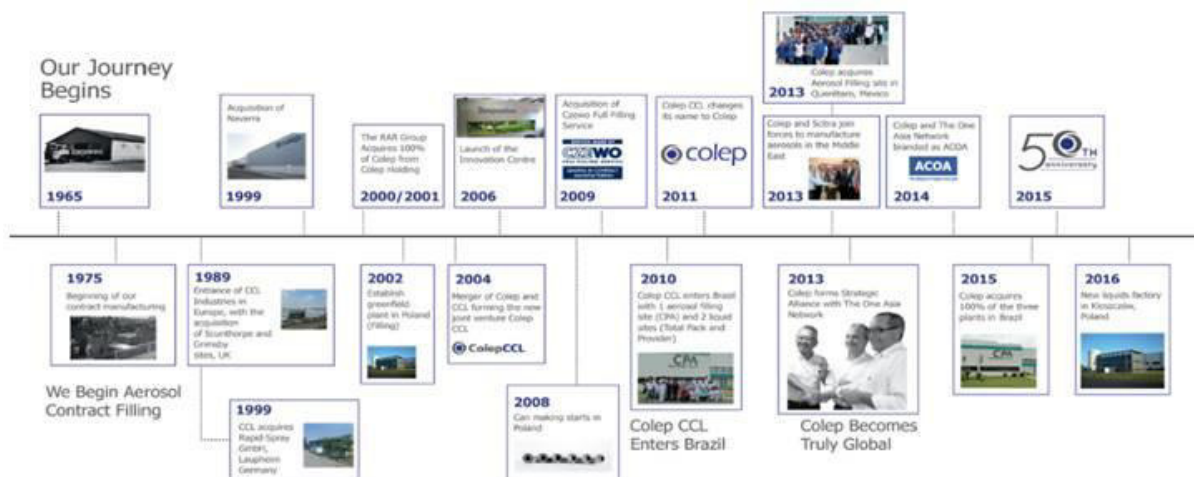 Our Journey
Begins
1965
Acquisition of
Navarra
1999
The RAR Group
Acquires 100%
of Colep from
Colep Holding
2000/2001
Launch of the
Innovation Centre
2006
Acquisition of
Czewo Full Filling
Service
CZEWO
2009
Colep CCL changes
its name to Colep
colep
2011
Colep acquires
Aerosol Filling site in
2013 Querétaro, Mexico
Colep and Scitra join
forces to manufacture
aerosols in the Middle
East
2013
Colep and The One
Asia Network
branded as ACOA
ACOA
2014
50TH
anniversary
2015
1975
Beginning of our
contract manufacturing
We Begin Aerosol
Contract Filling
1989
Entrance of CCL
Industries in
Europe, with the
acquisition
of Scunthorpe and
Grimsby
sites, UK
1999
CCL acquires
Rapid-Spray
GmbH,
Laupheim
Germany
2002
Establish
greenfield
plant in Poland
(Filling)
2004
Merger of Colep and
CCL forming the new
joint venture Colep
CCL
ColepCCL
2008
Can making starts in
Poland
2010
Colep CCL enters Brazil
with 1 aerosol filling
site (CPA) and 2 liquid
sites (Total Pack and
Provider)
CPA
Colep CCL
Enters Brazil
2013
Colep forms Strategic
Alliance with The One Asia
Network
Colep Becomes
Truly Global
2015
Colep acquires
100% of the three
plants in Brazil
CPA
2016
New liquids factory
in Kleszczów,
Poland